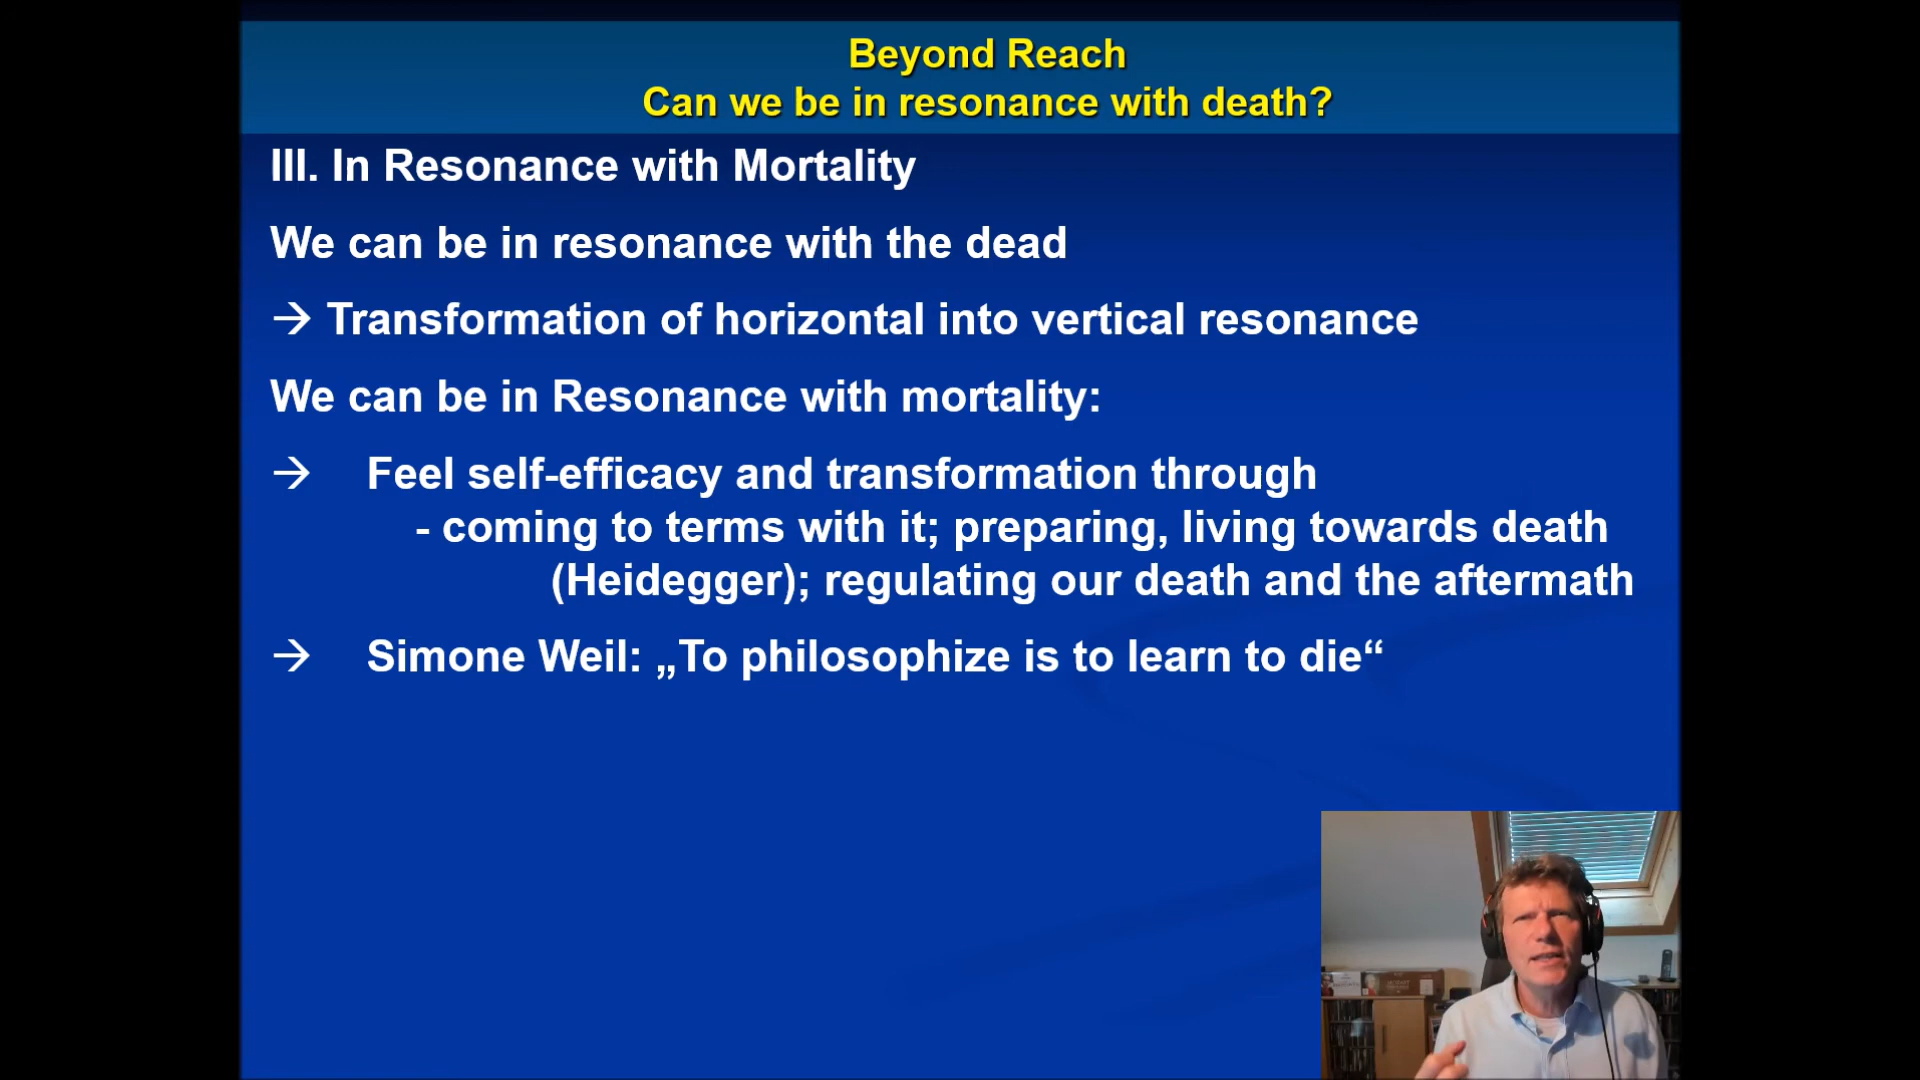 Beyond Reach
Can we be in resonance with death?
III. In Resonance with Mortality
We can be in resonance with the dead
→ Transformation of horizontal into vertical resonance
We can be in Resonance with mortality:
→ Feel self-efficacy and transformation through
- coming to terms with it; preparing, living towards death
(Heidegger); regulating our death and the aftermath
→ Simone Weil: „To philosophize is to learn to die“